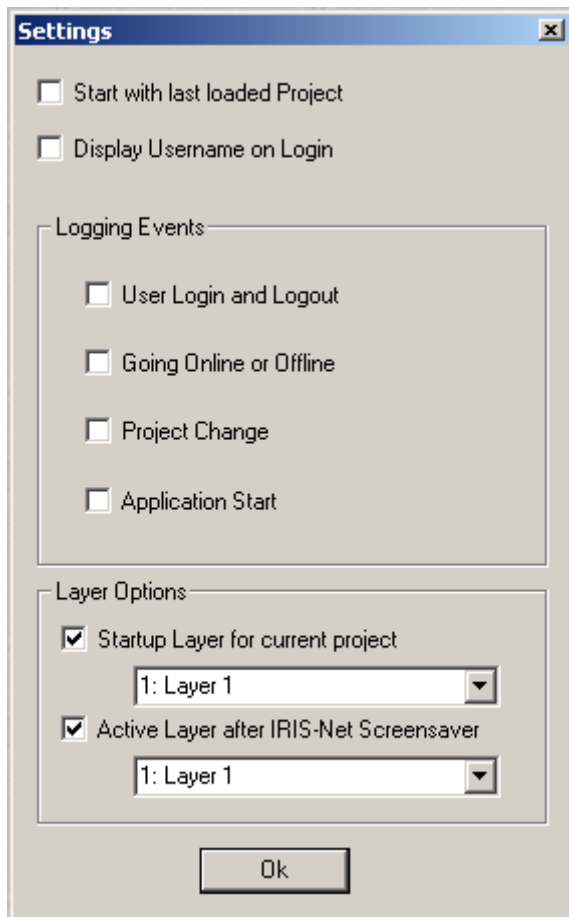 Settings
Start with last loaded Project
Display Username on Login
Logging Events
User Login and Logout
Going Online or Offline
Project Change
Application Start
Layer Options
Startup Layer for current project
1: Layer 1
Active Layer after IRIS-Net Screensaver
1: Layer 1
Ok